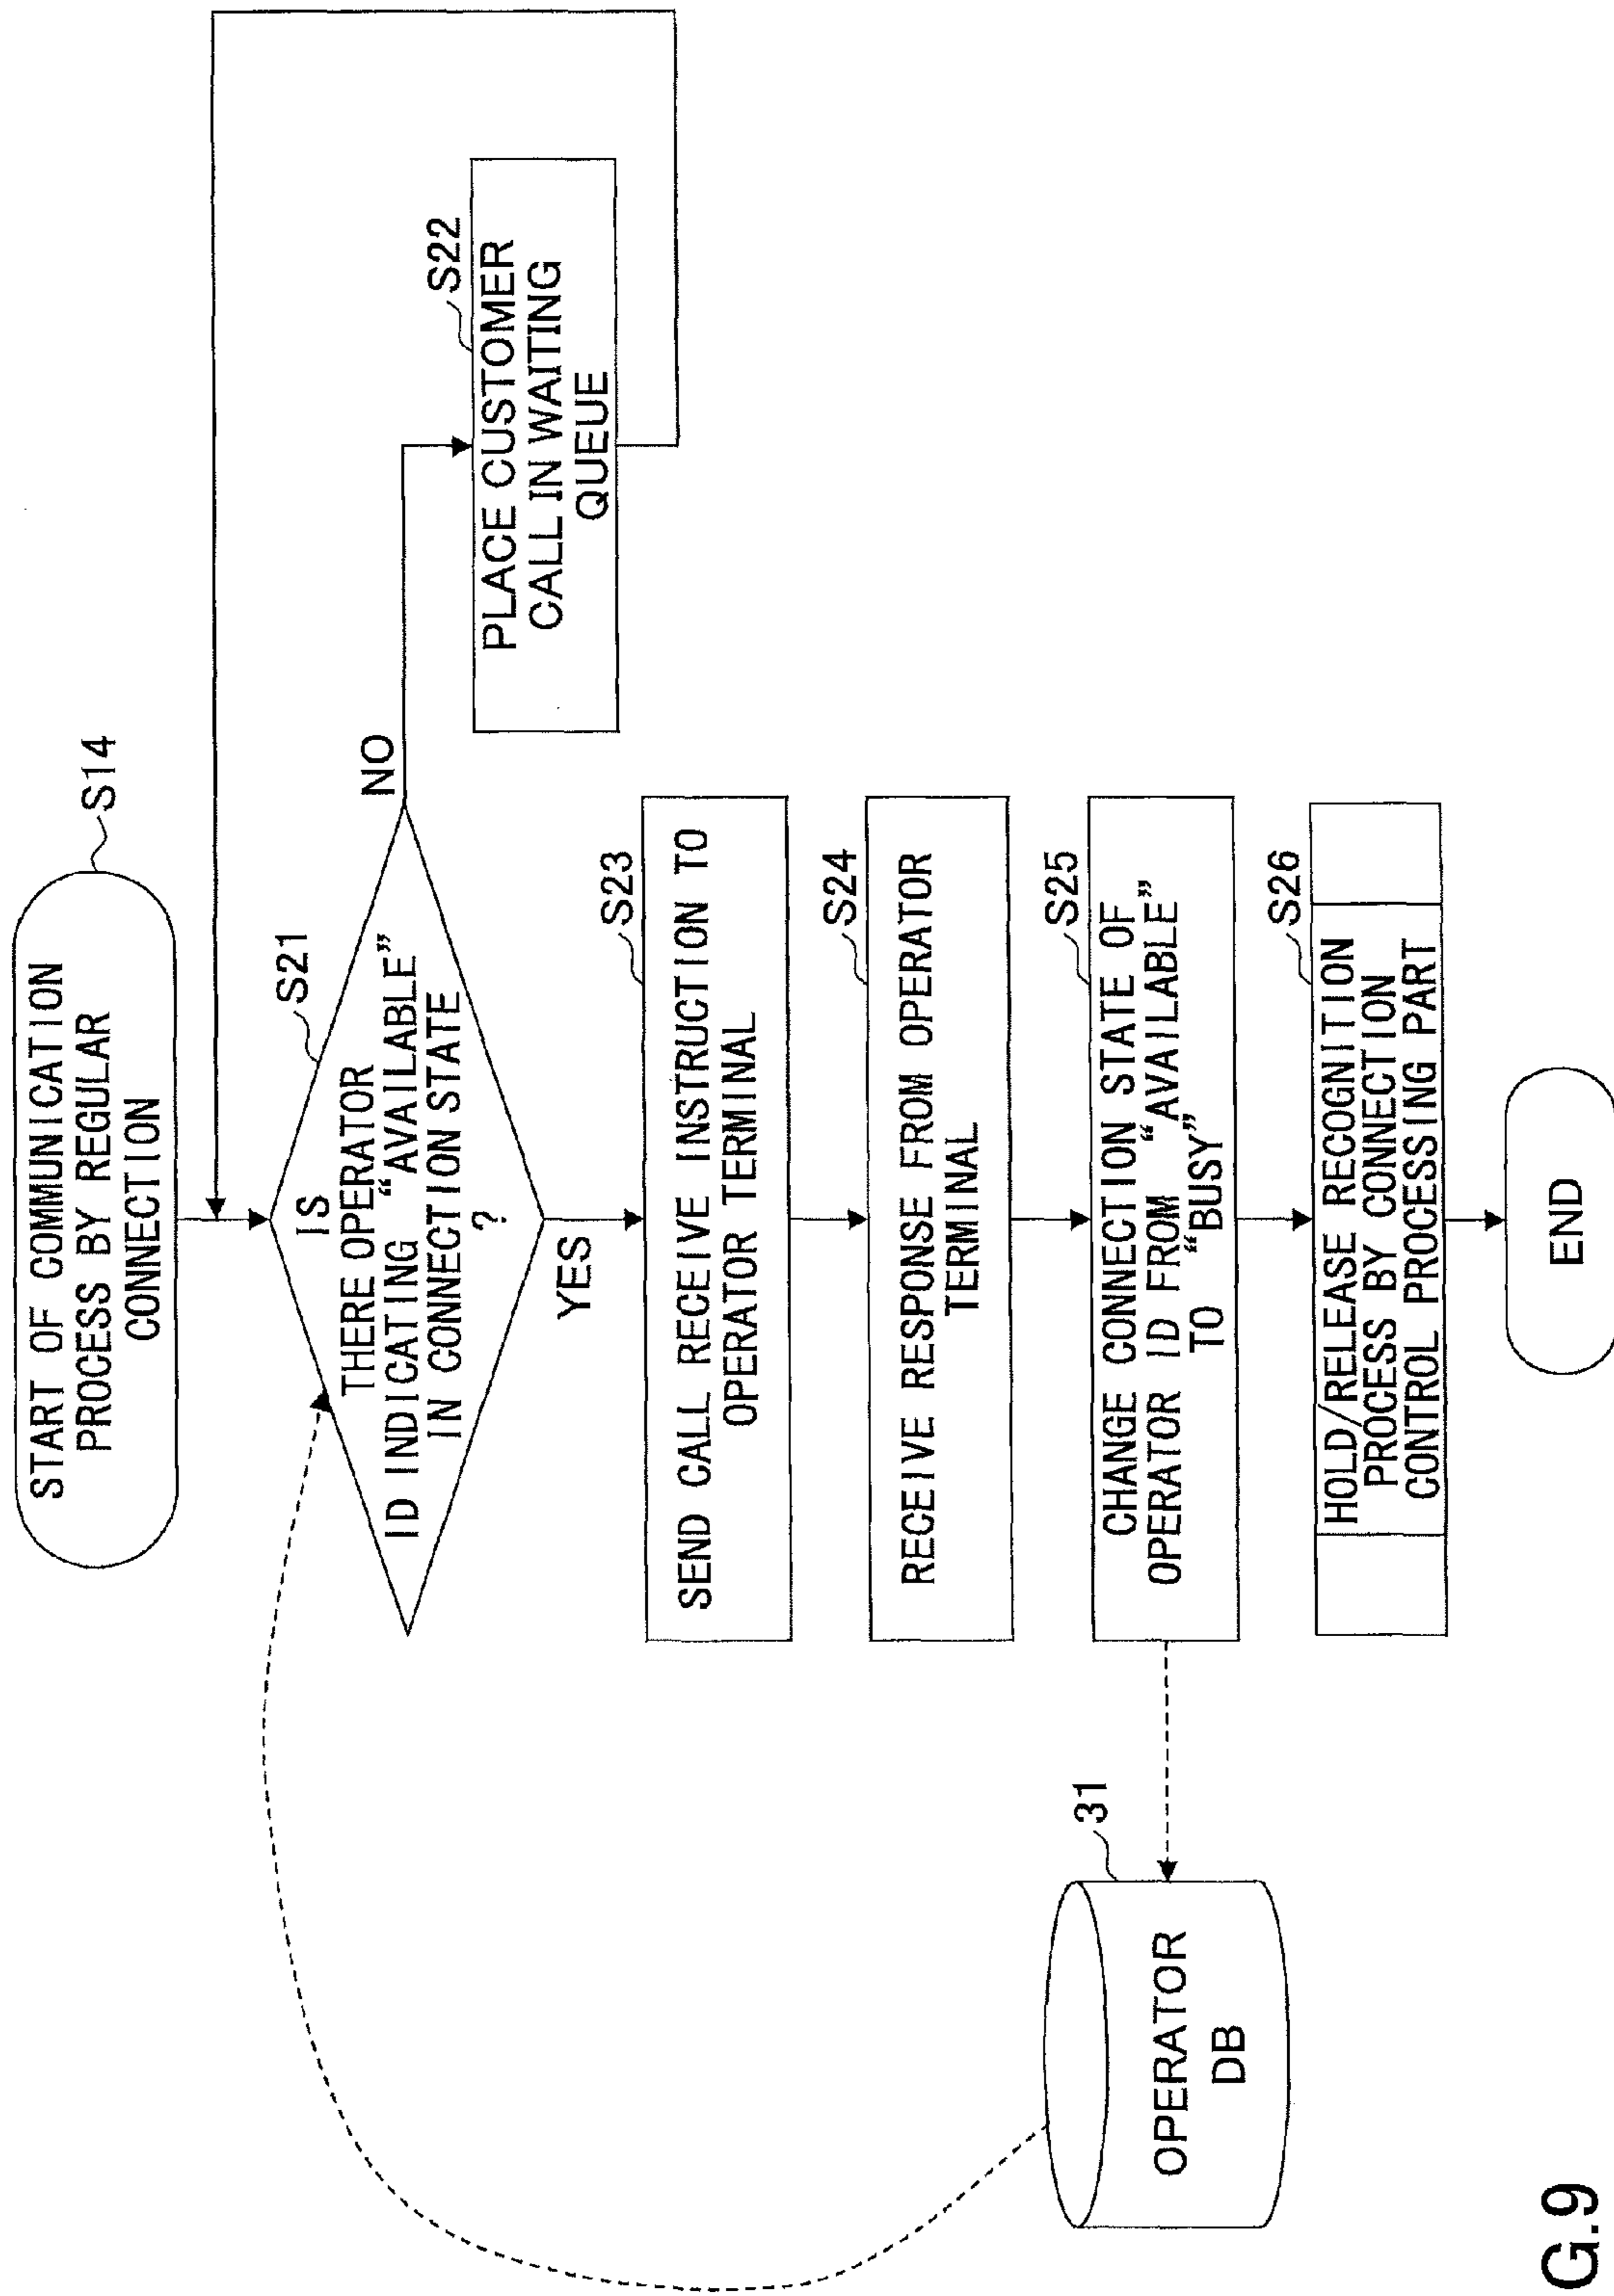 START OF COMMUNICATION
PROCESS BY REGULAR
CONNECTION
S14
IS
THERE OPERATOR
ID INDICATING “AVAILABLE”
IN CONNECTION STATE
?
S21
NO
YES
PLACE CUSTOMER
CALL IN WAITING
QUEUE
S22
SEND CALL RECEIVE INSTRUCTION TO
OPERATOR TERMINAL
S23
RECEIVE RESPONSE FROM OPERATOR
TERMINAL
S24
CHANGE CONNECTION STATE OF
OPERATOR ID FROM “AVAILABLE”
TO “BUSY”
S25
HOLD/RELEASE RECOGNITION
PROCESS BY CONNECTION
CONTROL PROCESSING PART
S26
END
OPERATOR
DB
31
G.9